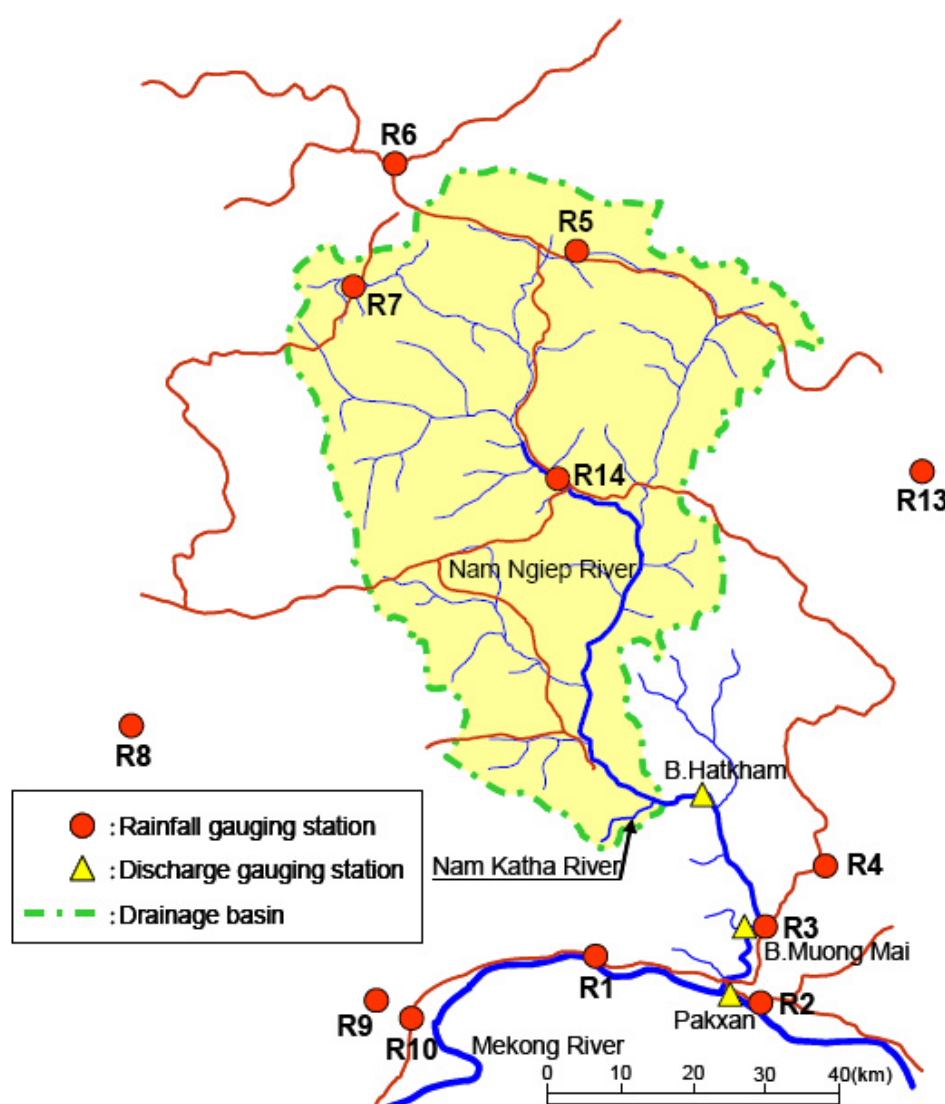 R6
R5
R7
R14
R13
Nam Ngiep River
R8
B.Hatkham
: Rainfall gauging station
: Discharge gauging station
: Drainage basin
Nam Katha River
R4
R3
B.Muong Mai
R1
R9
R10
R2
Pakxan
Mekong River
0 10 20 30 40(km)